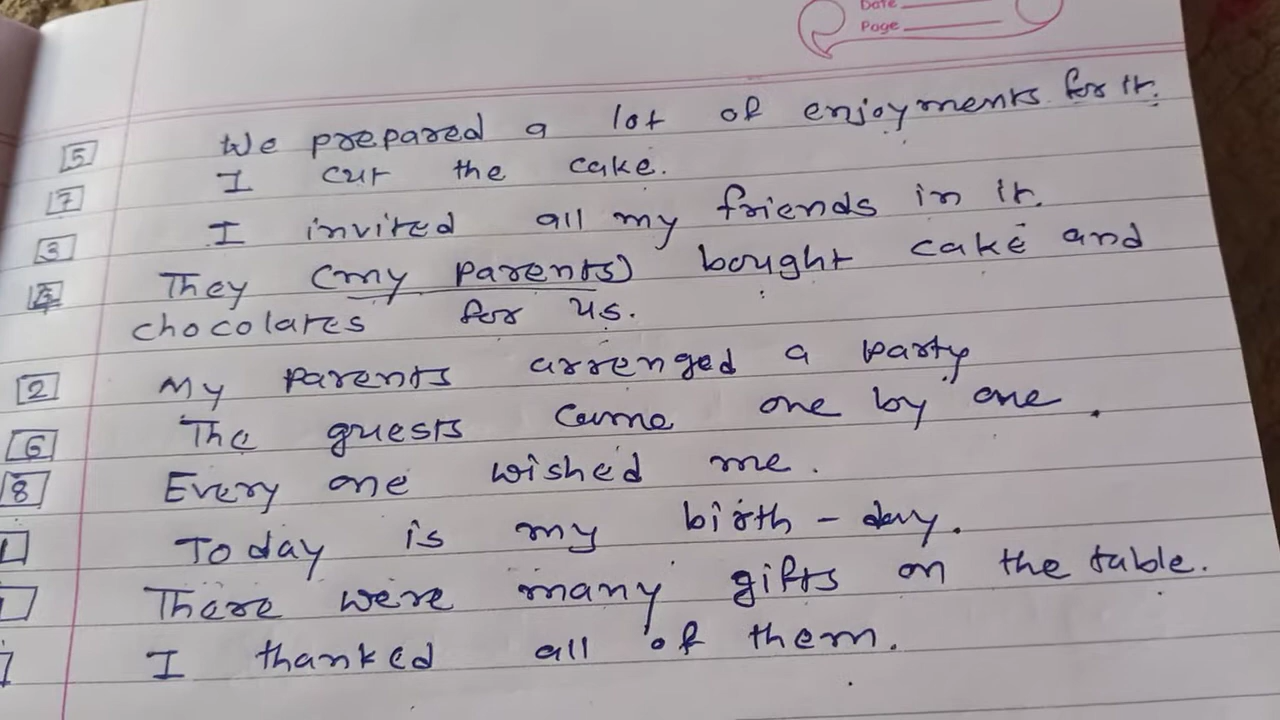 Date
Page
5 We prepared a lot of enjoyments for it.
7 I cut the cake.
3 I invited all my friends in it.
4 They (my parents) bought cake and
chocolates for us.
2 My parents arrenged a party
6 The guests came one by one.
8 Every one wished me.
1 Today is my birth-day.
There were many gifts on the table.
I thanked all of them.